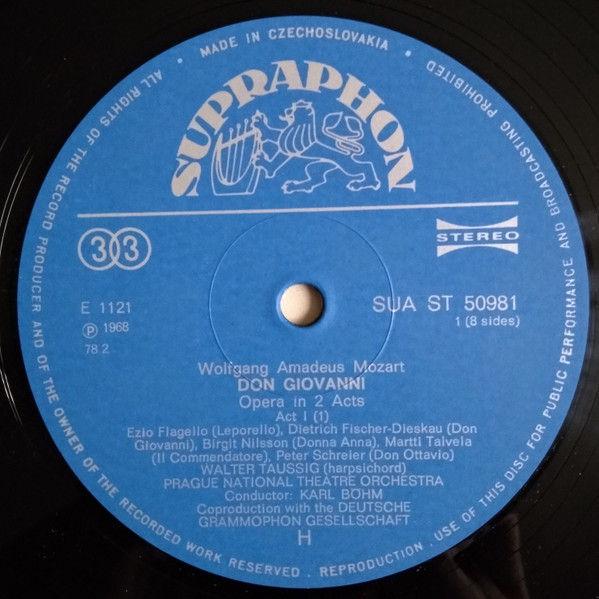 ALL RIGHTS OF THE RECORD PRODUCER AND OF THE OWNER OF THE RECORDED WORK RESERVED . REPRODUCTION . USE OF THIS DISC FOR PUBLIC PERFORMANCE AND BROADCASTING PROHIBITED
• MADE IN CZECHOSLOVAKIA •
SUPRAPHON
33
STEREO
E 1121
SUA ST 50981
Ⓟ 1968
1 (8 sides)
78.2
Wolfgang Amadeus Mozart
DON GIOVANNI
Opera in 2 Acts
Act I (1)
Ezio Flagello (Leporello), Dietrich Fischer-Dieskau (Don
Giovanni), Birgit Nilsson (Donna Anna), Martti Talvela
(Il Commendatore), Peter Schreier (Don Ottavio)
WALTER TAUSSIG (harpsichord)
PRAGUE NATIONAL THEATRE ORCHESTRA
Conductor: KARL BÖHM
Coproduction with the DEUTSCHE
GRAMMOPHON GESELLSCHAFT
H